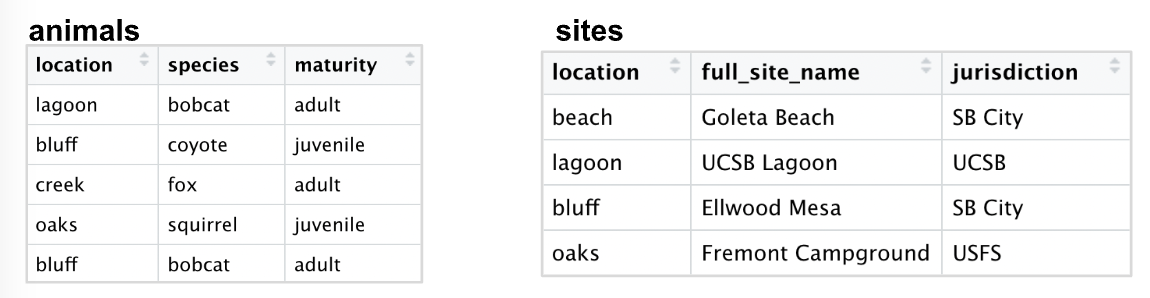 animals
location species maturity
lagoon bobcat adult
bluff coyote juvenile
creek fox adult
oaks squirrel juvenile
bluff bobcat adult
sites
location full_site_name jurisdiction
beach Goleta Beach SB City
lagoon UCSB Lagoon UCSB
bluff Ellwood Mesa SB City
oaks Fremont Campground USFS